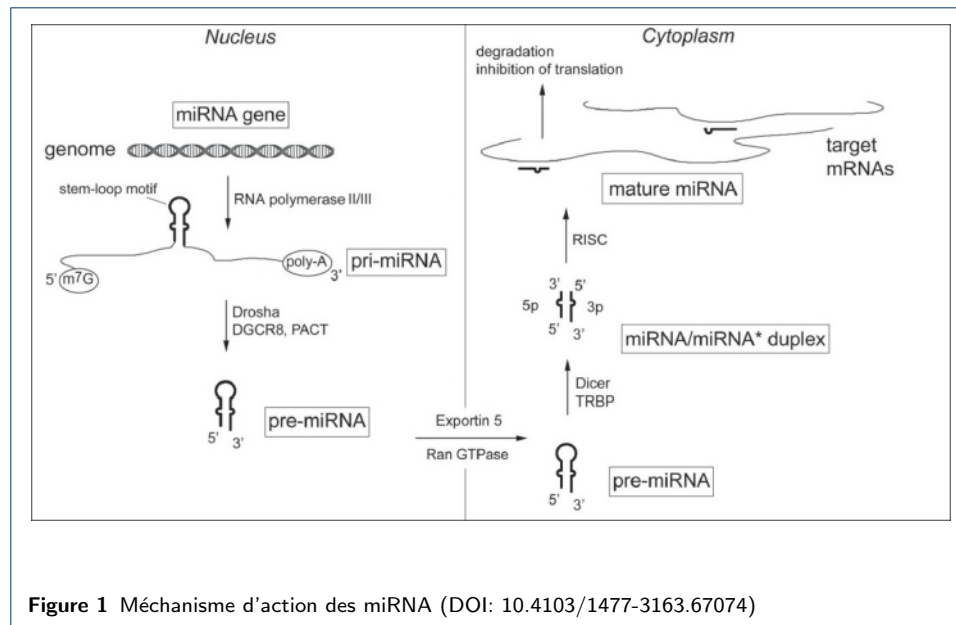 Nucleus
miRNA gene
genome
stem-loop motif
RNA polymerase II/III
5’ m⁷G
poly-A 3’
pri-miRNA
Drosha
DGCR8, PACT
5’ 3’
pre-miRNA
Exportin 5
Ran GTPase
Cytoplasm
degradation
inhibition of translation
target
mRNAs
mature miRNA
RISC
3’ 5’
5p 3p
5’ 3’
miRNA/miRNA* duplex
Dicer
TRBP
pre-miRNA
5’ 3’
Figure 1 Méchanisme d'action des miRNA (DOI: 10.4103/1477-3163.67074)